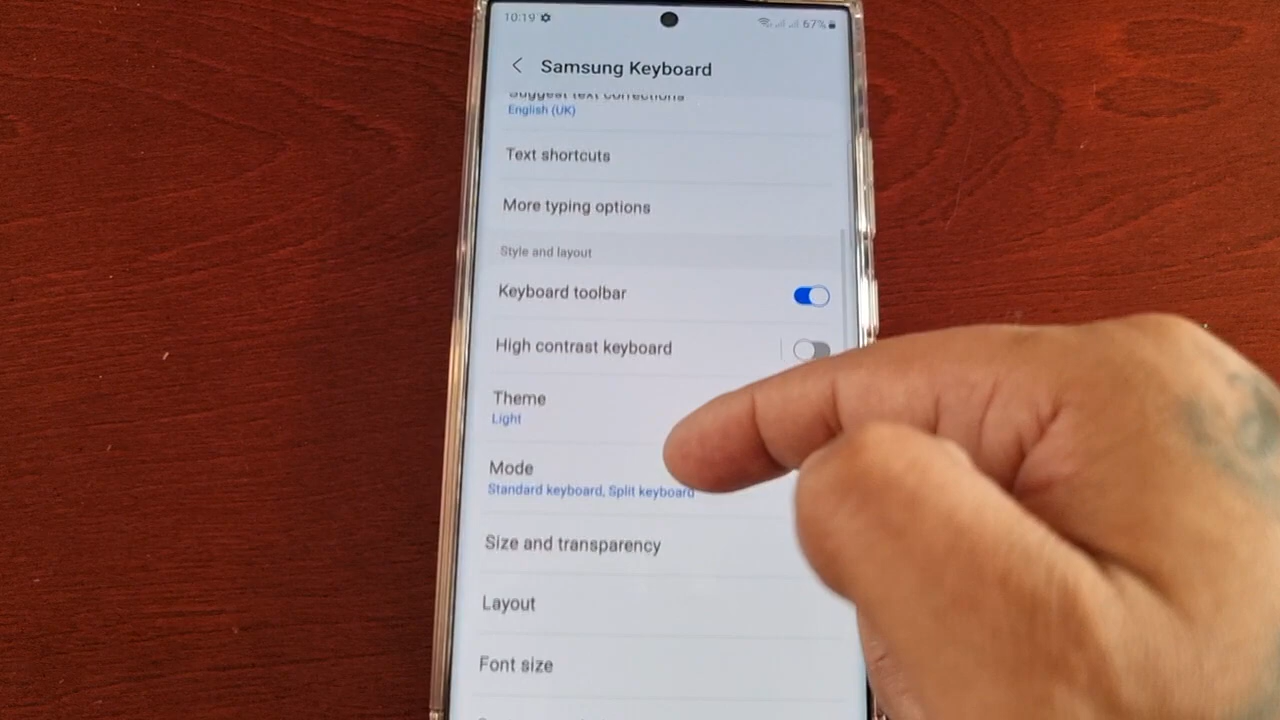 10:19
67%
Samsung Keyboard
Suggest text corrections
English (UK)
Text shortcuts
More typing options
Style and layout
Keyboard toolbar
High contrast keyboard
Theme
Light
Mode
Standard keyboard, Split keyboard
Size and transparency
Layout
Font size